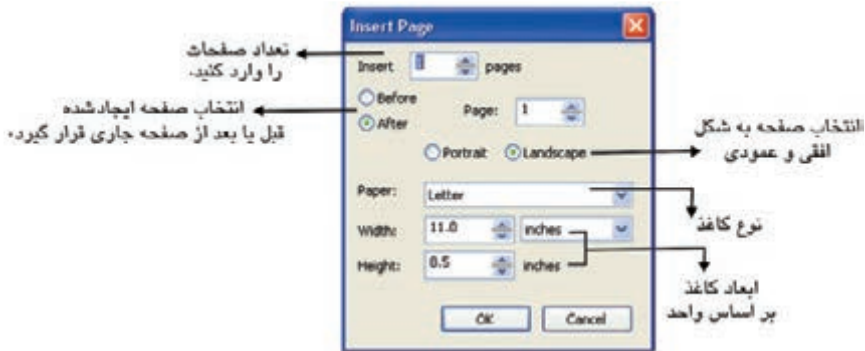 Insert Page
Insert 1 pages
Before
After
Page: 1
Portrait Landscape
Paper: Letter
Width: 11.0 inches
Height: 8.5 inches
OK Cancel
تعداد صفحات
را وارد کنید.
انتخاب صفحه ایجادشده
قبل یا بعد از صفحه جاری قرار گیرد.
انتخاب صفحه به شکل
افقی و عمودی
نوع کاغذ
ابعاد کاغذ
بر اساس واحد